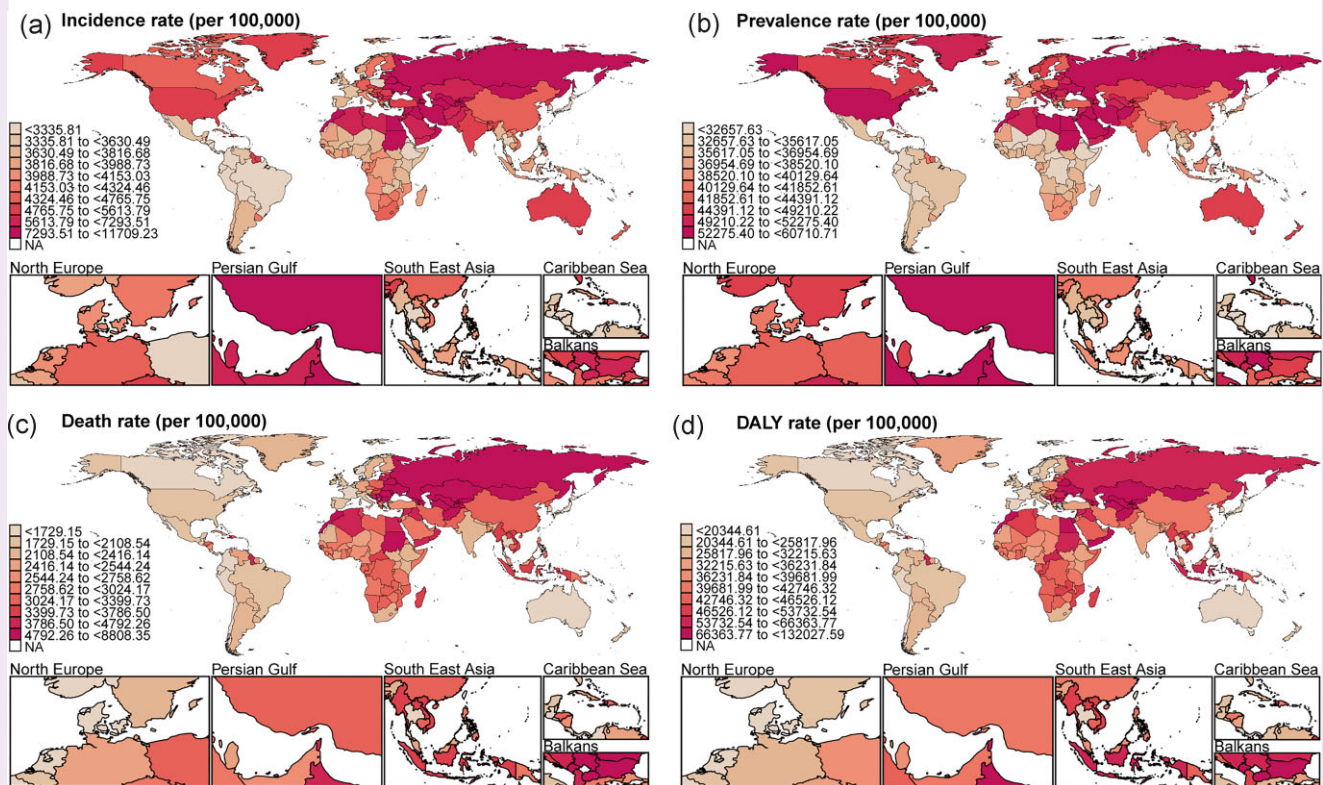 (a) Incidence rate (per 100,000)
<3335.81
3335.81 to <3630.49
3630.49 to <3816.68
3816.68 to <3988.73
3988.73 to <4153.03
4153.03 to <4324.46
4324.46 to <4765.75
4765.75 to <5613.79
5613.79 to <7293.51
7293.51 to <11709.23
NA
North Europe
Persian Gulf
South East Asia
Caribbean Sea
Balkans
(b) Prevalence rate (per 100,000)
<32657.63
32657.63 to <35617.05
35617.05 to <36954.69
36954.69 to <38520.10
38520.10 to <40129.64
40129.64 to <41852.61
41852.61 to <44391.12
44391.12 to <49210.22
49210.22 to <52275.40
52275.40 to <60710.71
NA
North Europe
Persian Gulf
South East Asia
Caribbean Sea
Balkans
(c) Death rate (per 100,000)
<1729.15
1729.15 to <2108.54
2108.54 to <2416.14
2416.14 to <2544.24
2544.24 to <2758.62
2758.62 to <3024.17
3024.17 to <3399.73
3399.73 to <3786.50
3786.50 to <4792.26
4792.26 to <8808.35
NA
North Europe
Persian Gulf
South East Asia
Caribbean Sea
Balkans
(d) DALY rate (per 100,000)
<20344.61
20344.61 to <25817.96
25817.96 to <32215.63
32215.63 to <36231.84
36231.84 to <39681.99
39681.99 to <42746.32
42746.32 to <46526.12
46526.12 to <53732.54
53732.54 to <66363.77
66363.77 to <132027.59
NA
North Europe
Persian Gulf
South East Asia
Caribbean Sea
Balkans